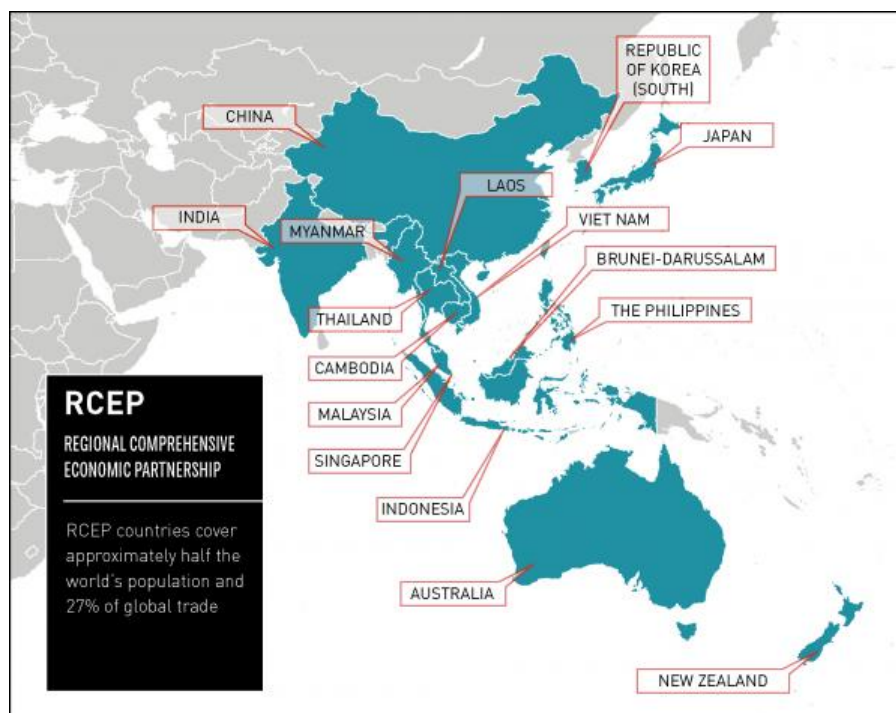 REPUBLIC
OF KOREA
(SOUTH)
CHINA
JAPAN
LAOS
INDIA
VIET NAM
MYANMAR
BRUNEI-DARUSSALAM
THAILAND
THE PHILIPPINES
CAMBODIA
MALAYSIA
SINGAPORE
INDONESIA
AUSTRALIA
NEW ZEALAND
RCEP
REGIONAL COMPREHENSIVE
ECONOMIC PARTNERSHIP
RCEP countries cover
approximately half the
world's population and
27% of global trade